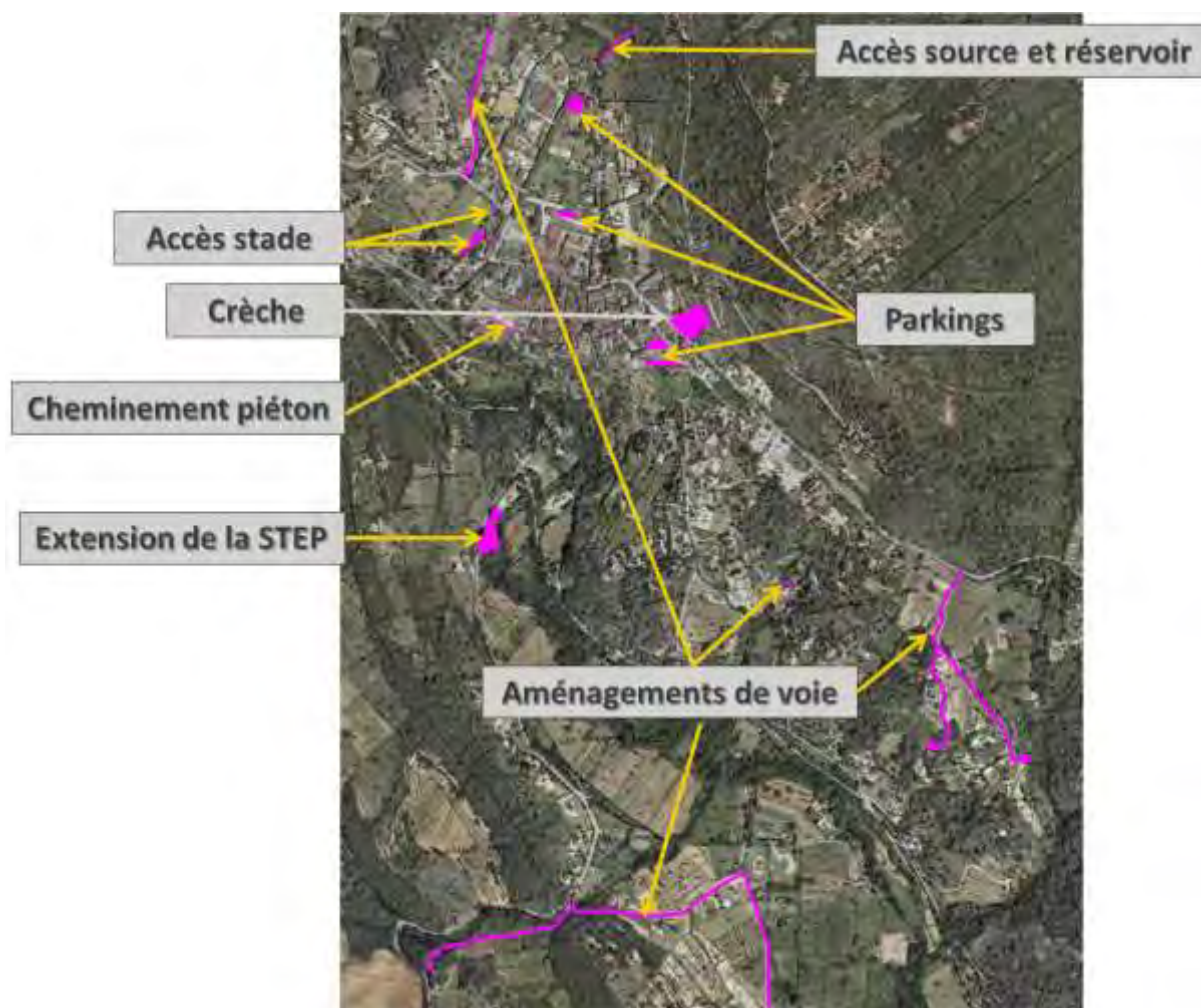 Accès source et réservoir
Accès stade
Crèche
Parkings
Cheminement piéton
Extension de la STEP
Aménagements de voie